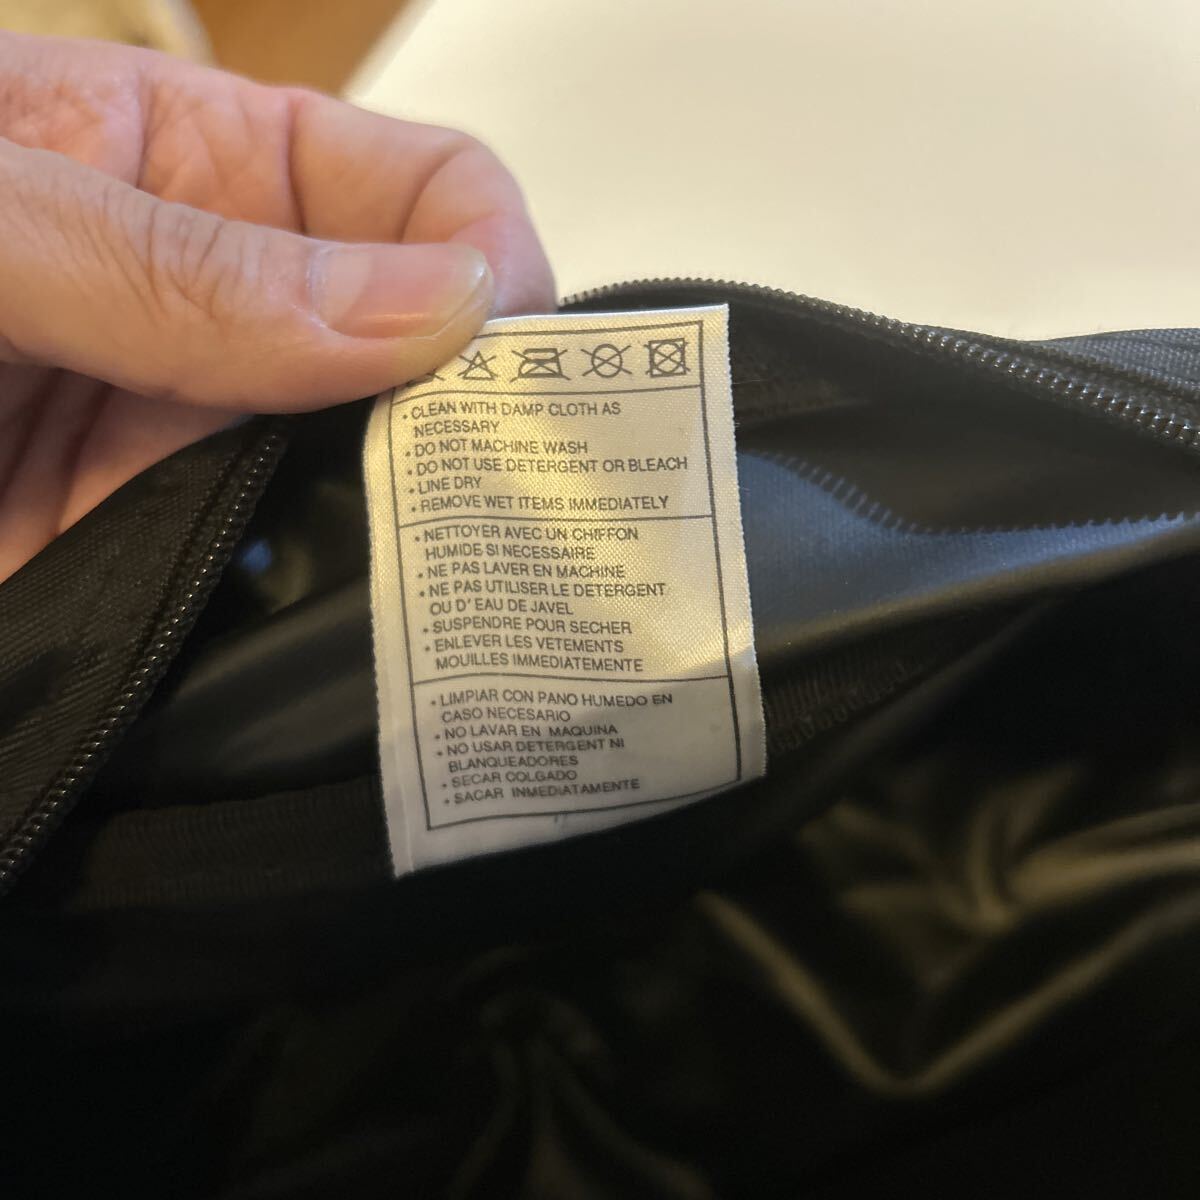 • CLEAN WITH DAMP CLOTH AS
NECESSARY
• DO NOT MACHINE WASH
• DO NOT USE DETERGENT OR BLEACH
• LINE DRY
• REMOVE WET ITEMS IMMEDIATELY
• NETTOYER AVEC UN CHIFFON
HUMIDE SI NECESSAIRE
• NE PAS LAVER EN MACHINE
• NE PAS UTILISER LE DETERGENT
OU D' EAU DE JAVEL
• SUSPENDRE POUR SECHER
• ENLEVER LES VETEMENTS
MOUILLES IMMEDIATEMENTE
• LIMPIAR CON PANO HUMEDO EN
CASO NECESARIO
• NO LAVAR EN MAQUINA
• NO USAR DETERGENT NI
BLANQUEADORES
• SECAR COLGADO
• SACAR INMEDIATAMENTE